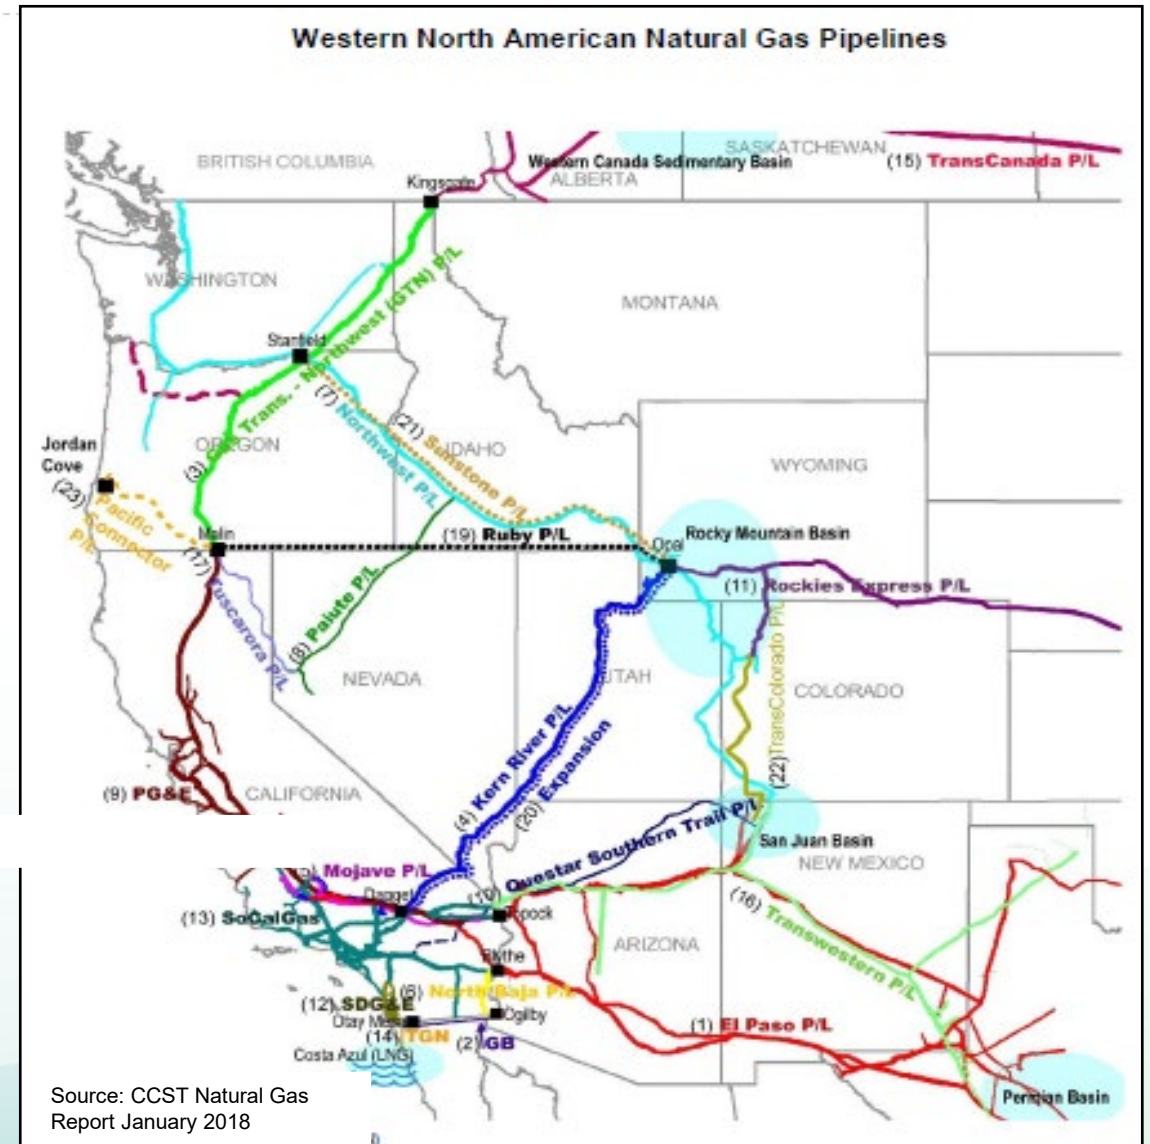 Western North American Natural Gas Pipelines
BRITISH COLUMBIA
SASKATCHEWAN
Western Canada Sedimentary Basin
(15) TransCanada P/L
ALBERTA
Kingsgate
WASHINGTON
MONTANA
Stanfield
Trans. - Northwest (GTN) P/L
(3)
(7) Northwest P/L
(21) Sunstone P/L
OREGON
IDAHO
WYOMING
Jordan
Cove
(23)
Pacific
Connector
P/L
Malin
(19) Ruby P/L
Opal
Rocky Mountain Basin
(11) Rockies Express P/L
(17) Tuscarora P/L
(8) Paiute P/L
NEVADA
UTAH
COLORADO
(22) TransColorado P/L
(4) Kern River P/L
(20) Expansion
(9) PG&E
CALIFORNIA
San Juan Basin
NEW MEXICO
Questar Southern Trail P/L
Mojave P/L
Topock
(13) SoCalGas
(16) Transwestern P/L
ARIZONA
Blythe
(6) North Baja P/L
(12) SDG&E
Otay Mesa
Ogilby
(14) TGN
(2) GB
(1) El Paso P/L
Costa Azul (LNG)
Permian Basin
Source: CCST Natural Gas
Report January 2018